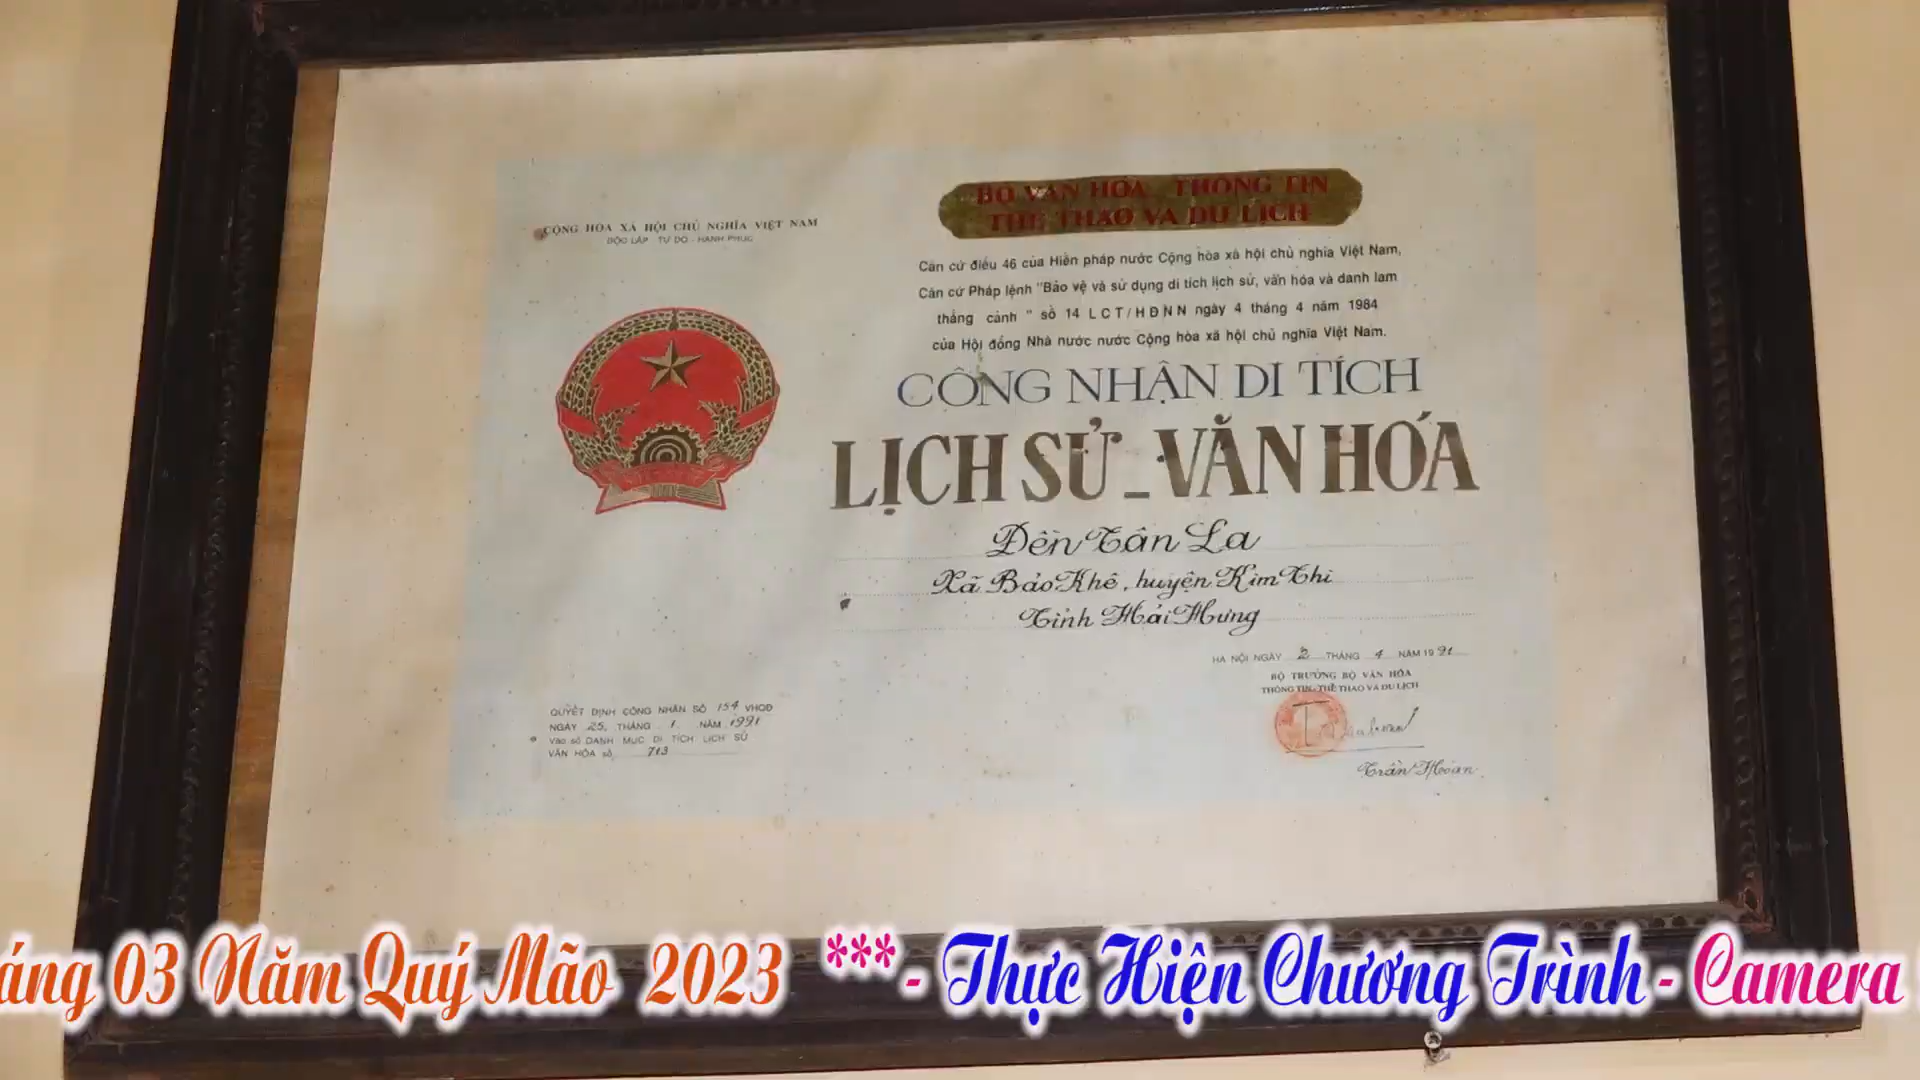 CỘNG HÒA XÃ HỘI CHỦ NGHĨA VIỆT NAM
ĐỘC LẬP TỰ DO - HẠNH PHÚC
BỘ VĂN HÓA - THÔNG TIN
THỂ THAO VÀ DU LỊCH
Căn cứ điều 46 của Hiến pháp nước Cộng hòa xã hội chủ nghĩa Việt Nam,
Căn cứ Pháp lệnh "Bảo vệ và sử dụng di tích lịch sử, văn hóa và danh lam
thắng cảnh " số 14 LCT/HĐNN ngày 4 tháng 4 năm 1984
của Hội đồng Nhà nước nước Cộng hòa xã hội chủ nghĩa Việt Nam.
CÔNG NHẬN DI TÍCH
LỊCH SỬ - VĂN HÓA
Đền Tân La
Xã Bảo Khê, huyện Kim Thi
Tỉnh Hải Hưng
HÀ NỘI NGÀY 2 THÁNG 4 NĂM 1991
BỘ TRƯỞNG BỘ VĂN HÓA
THÔNG TIN-THỂ THAO VÀ DU LỊCH
Trần Hoàn
QUYẾT ĐỊNH CÔNG NHẬN SỐ 154 VHQĐ
NGÀY 25, THÁNG 1. NĂM 1991
Vào sổ DANH MỤC DI TÍCH LỊCH SỬ
VĂN HÓA số 713
áng 03 Năm Quý Mão 2023 ***- Thực Hiện Chương Trình - Camera